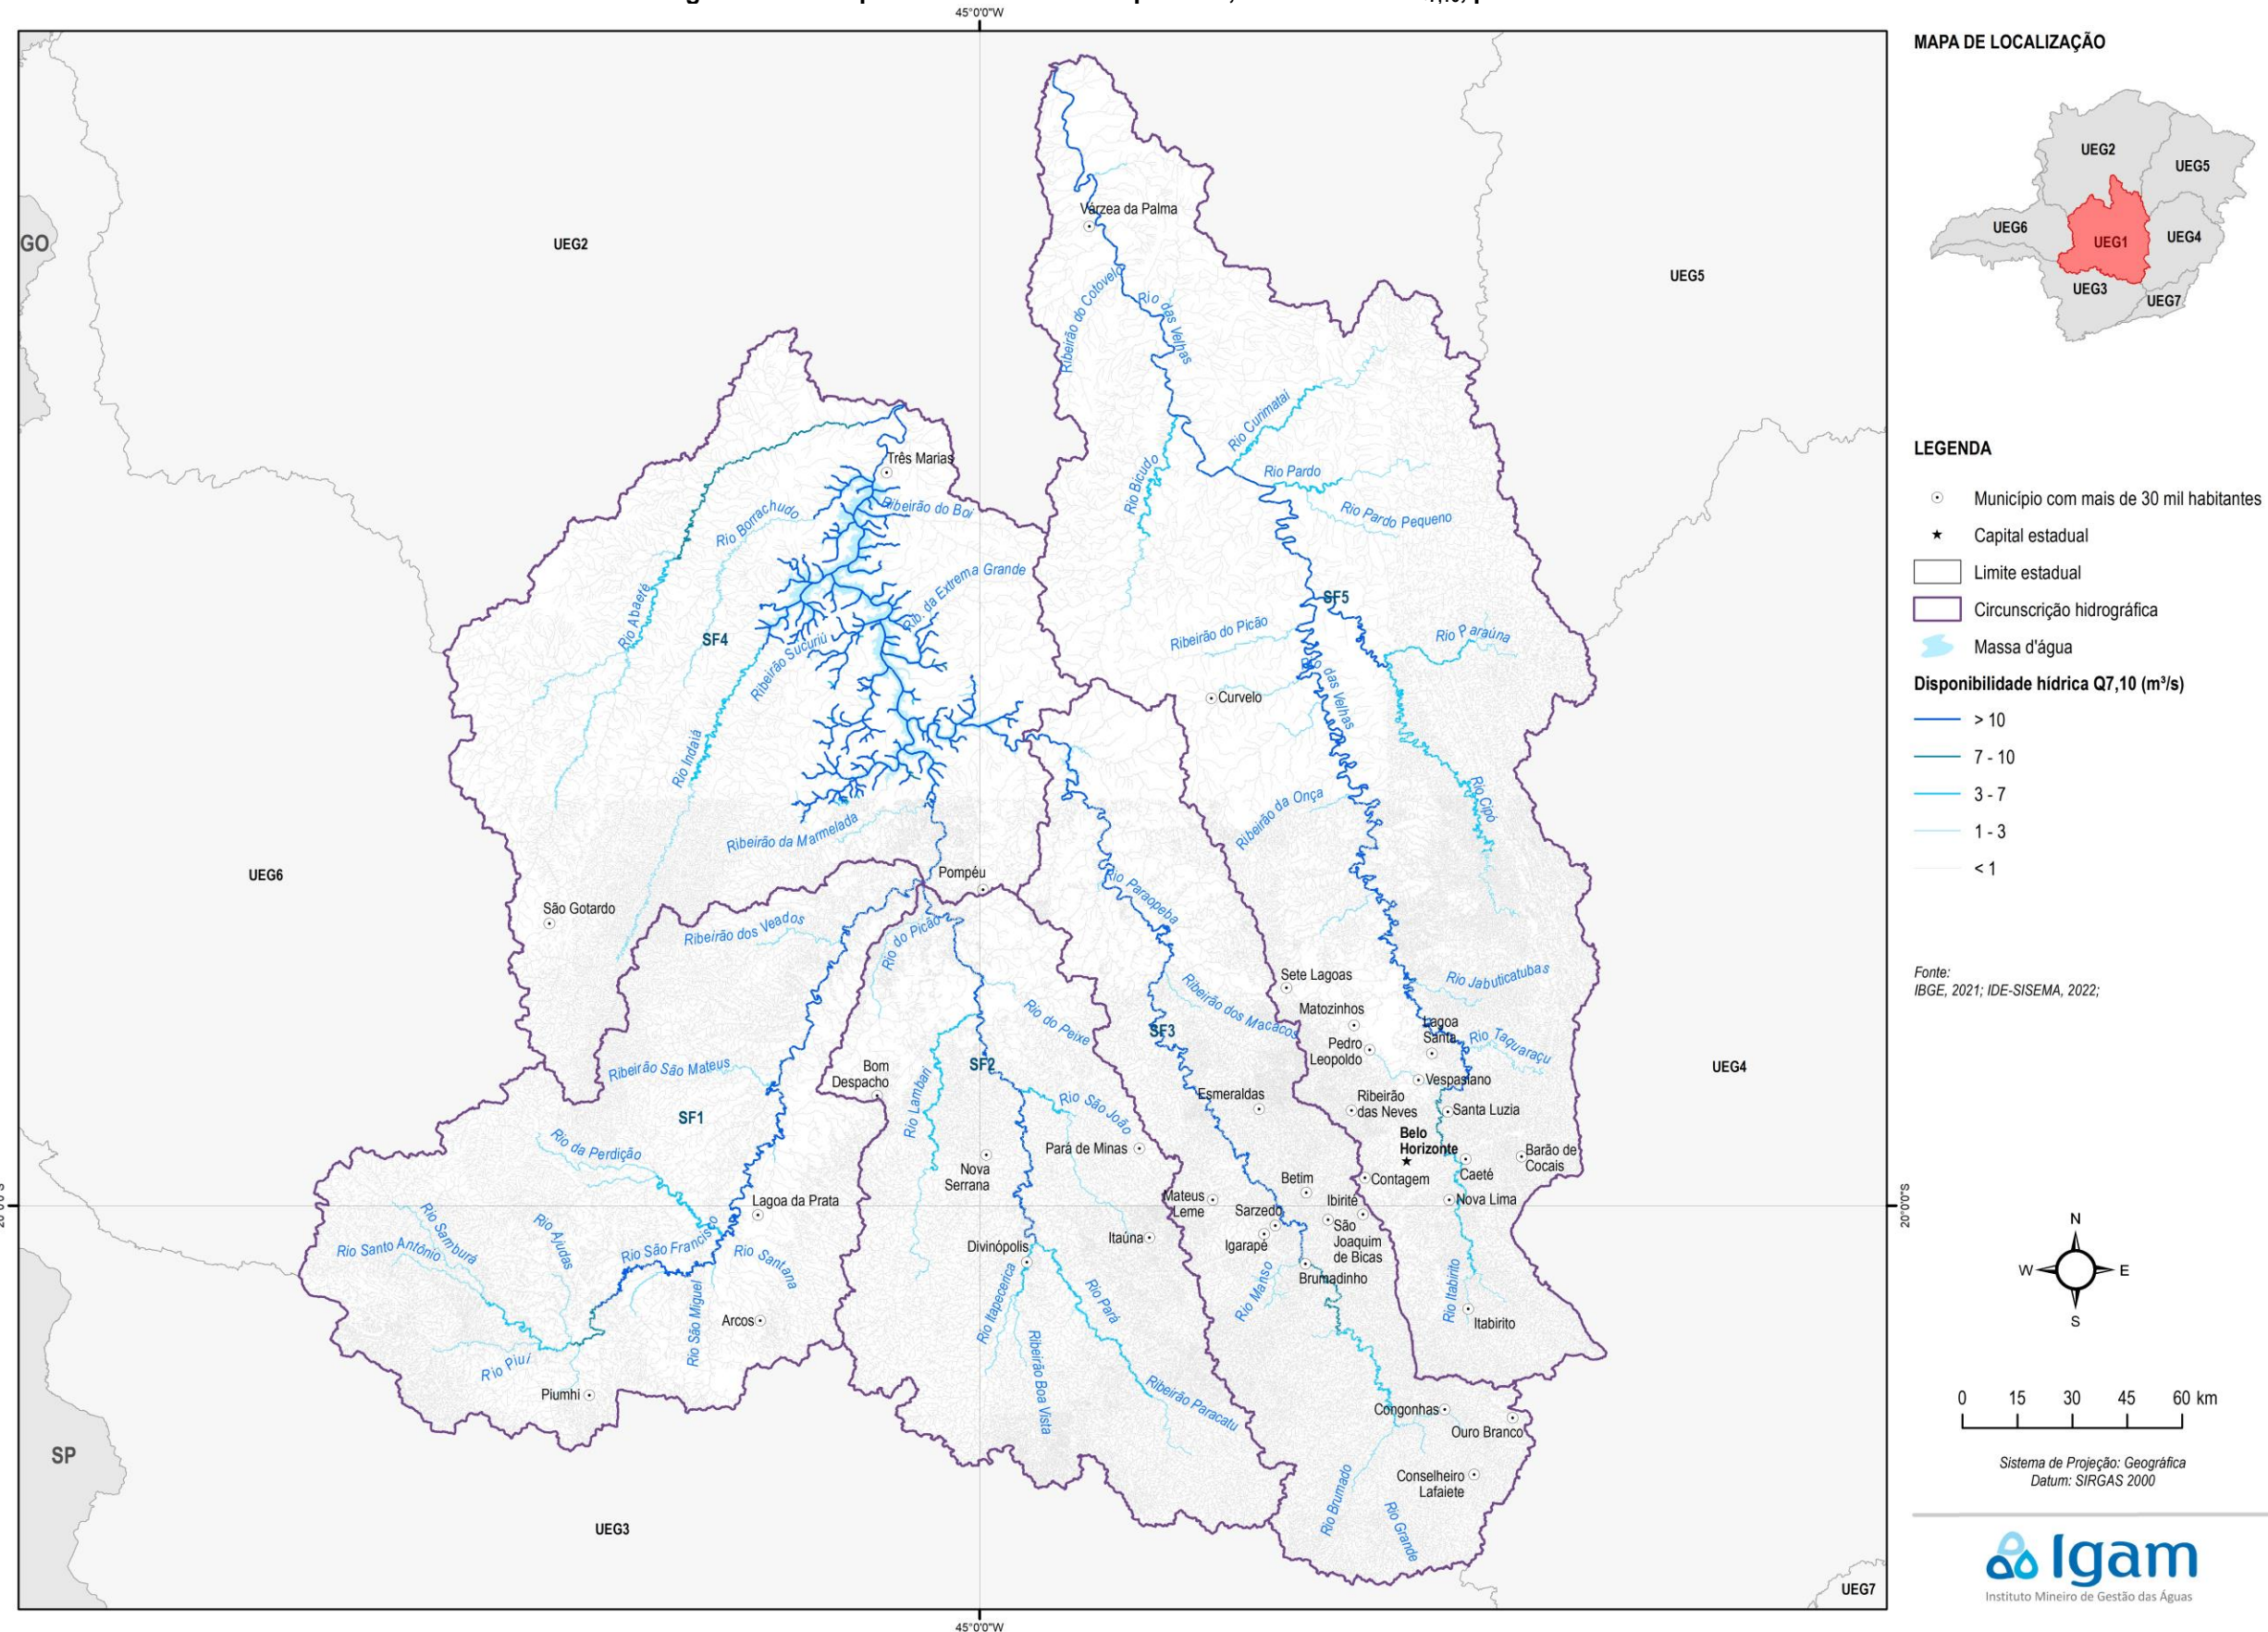 45°0'0"W
GO
UEG2
UEG5
UEG6
UEG4
UEG3
SP
UEG7
Várzea da Palma
Ribeirão do Cotovelo
Rio das Velhas
Rio Curimataí
Rio Bicudo
Rio Pardo
Rio Pardo Pequeno
Três Marias
Ribeirão do Boi
Rio Borrachudo
Rib. da Extrema Grande
Rio Abaeté
SF4
Ribeirão Sucuriú
Rio Indaiá
SF5
Ribeirão do Picão
Rio Paraúna
Rio das Velhas
Curvelo
Rio Cipó
Ribeirão da Onça
Ribeirão da Marmelada
Pompéu
São Gotardo
Ribeirão dos Veados
Rio do Picão
Rio Paraopeba
Sete Lagoas
Rio Jabuticatubas
Ribeirão dos Macacos
Matozinhos
Rio do Peixe
SF3
Lagoa
Santa
Rio Taquaraçu
Pedro
Leopoldo
Ribeirão São Mateus
Bom
Despacho
SF2
Vespasiano
Rio Lambari
Esmeraldas
Ribeirão
das Neves
Santa Luzia
SF1
Rio São João
Rio da Perdição
Pará de Minas
Belo
Horizonte
Barão de
Cocais
Nova
Serrana
Caeté
Contagem
Betim
Lagoa da Prata
Mateus
Leme
Ibirité
Nova Lima
Sarzedo
São
Joaquim
de Bicas
20°0'0"S
Rio Samburá
Rio Ajudas
Rio Santo Antônio
Rio São Francisco
Rio Santana
Divinópolis
Itaúna
Igarapé
Brumadinho
Rio Itapecerica
Rio Pará
Rio Manso
Rio Itabirito
Itabirito
Rio São Miguel
Arcos
Ribeirão Boa Vista
Rio Piuí
Piumhi
Ribeirão Paracatu
Congonhas
Ouro Branco
Conselheiro
Lafaiete
Rio Brumado
Rio Grande
45°0'0"W
MAPA DE LOCALIZAÇÃO
UEG2
UEG5
UEG6
UEG1
UEG4
UEG3
UEG7
LEGENDA
Município com mais de 30 mil habitantes
Capital estadual
Limite estadual
Circunscrição hidrográfica
Massa d'água
Disponibilidade hídrica Q7,10 (m³/s)
> 10
7 - 10
3 - 7
1 - 3
< 1
Fonte:
IBGE, 2021; IDE-SISEMA, 2022;
N
W
E
S
0 15 30 45 60 km
Sistema de Projeção: Geográfica
Datum: SIRGAS 2000
Igam
Instituto Mineiro de Gestão das Águas